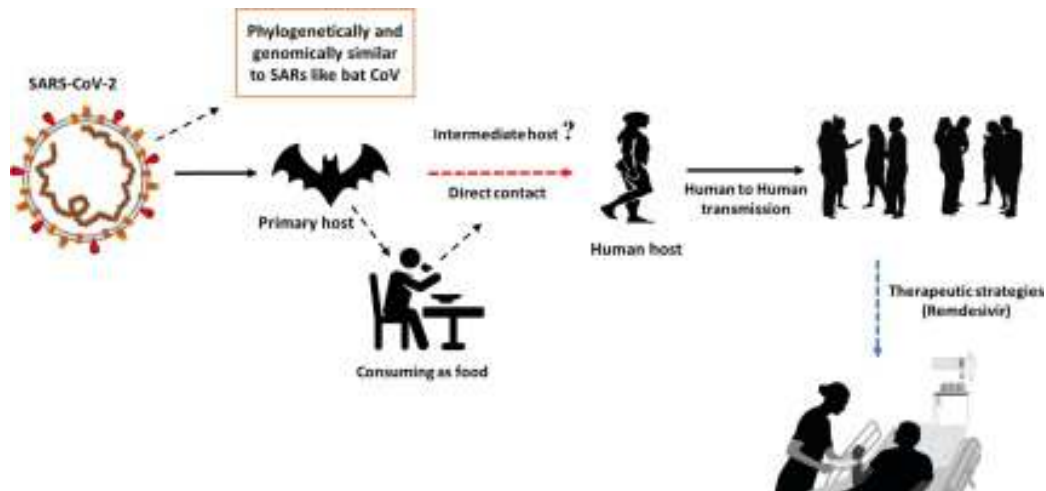 Phylogenetically and
genomically similar
to SARs like bat CoV
SARS-CoV-2
Intermediate host ?
Direct contact
Primary host
Human to Human
transmission
Human host
Consuming as food
Therapeutic strategies
(Remdesivir)